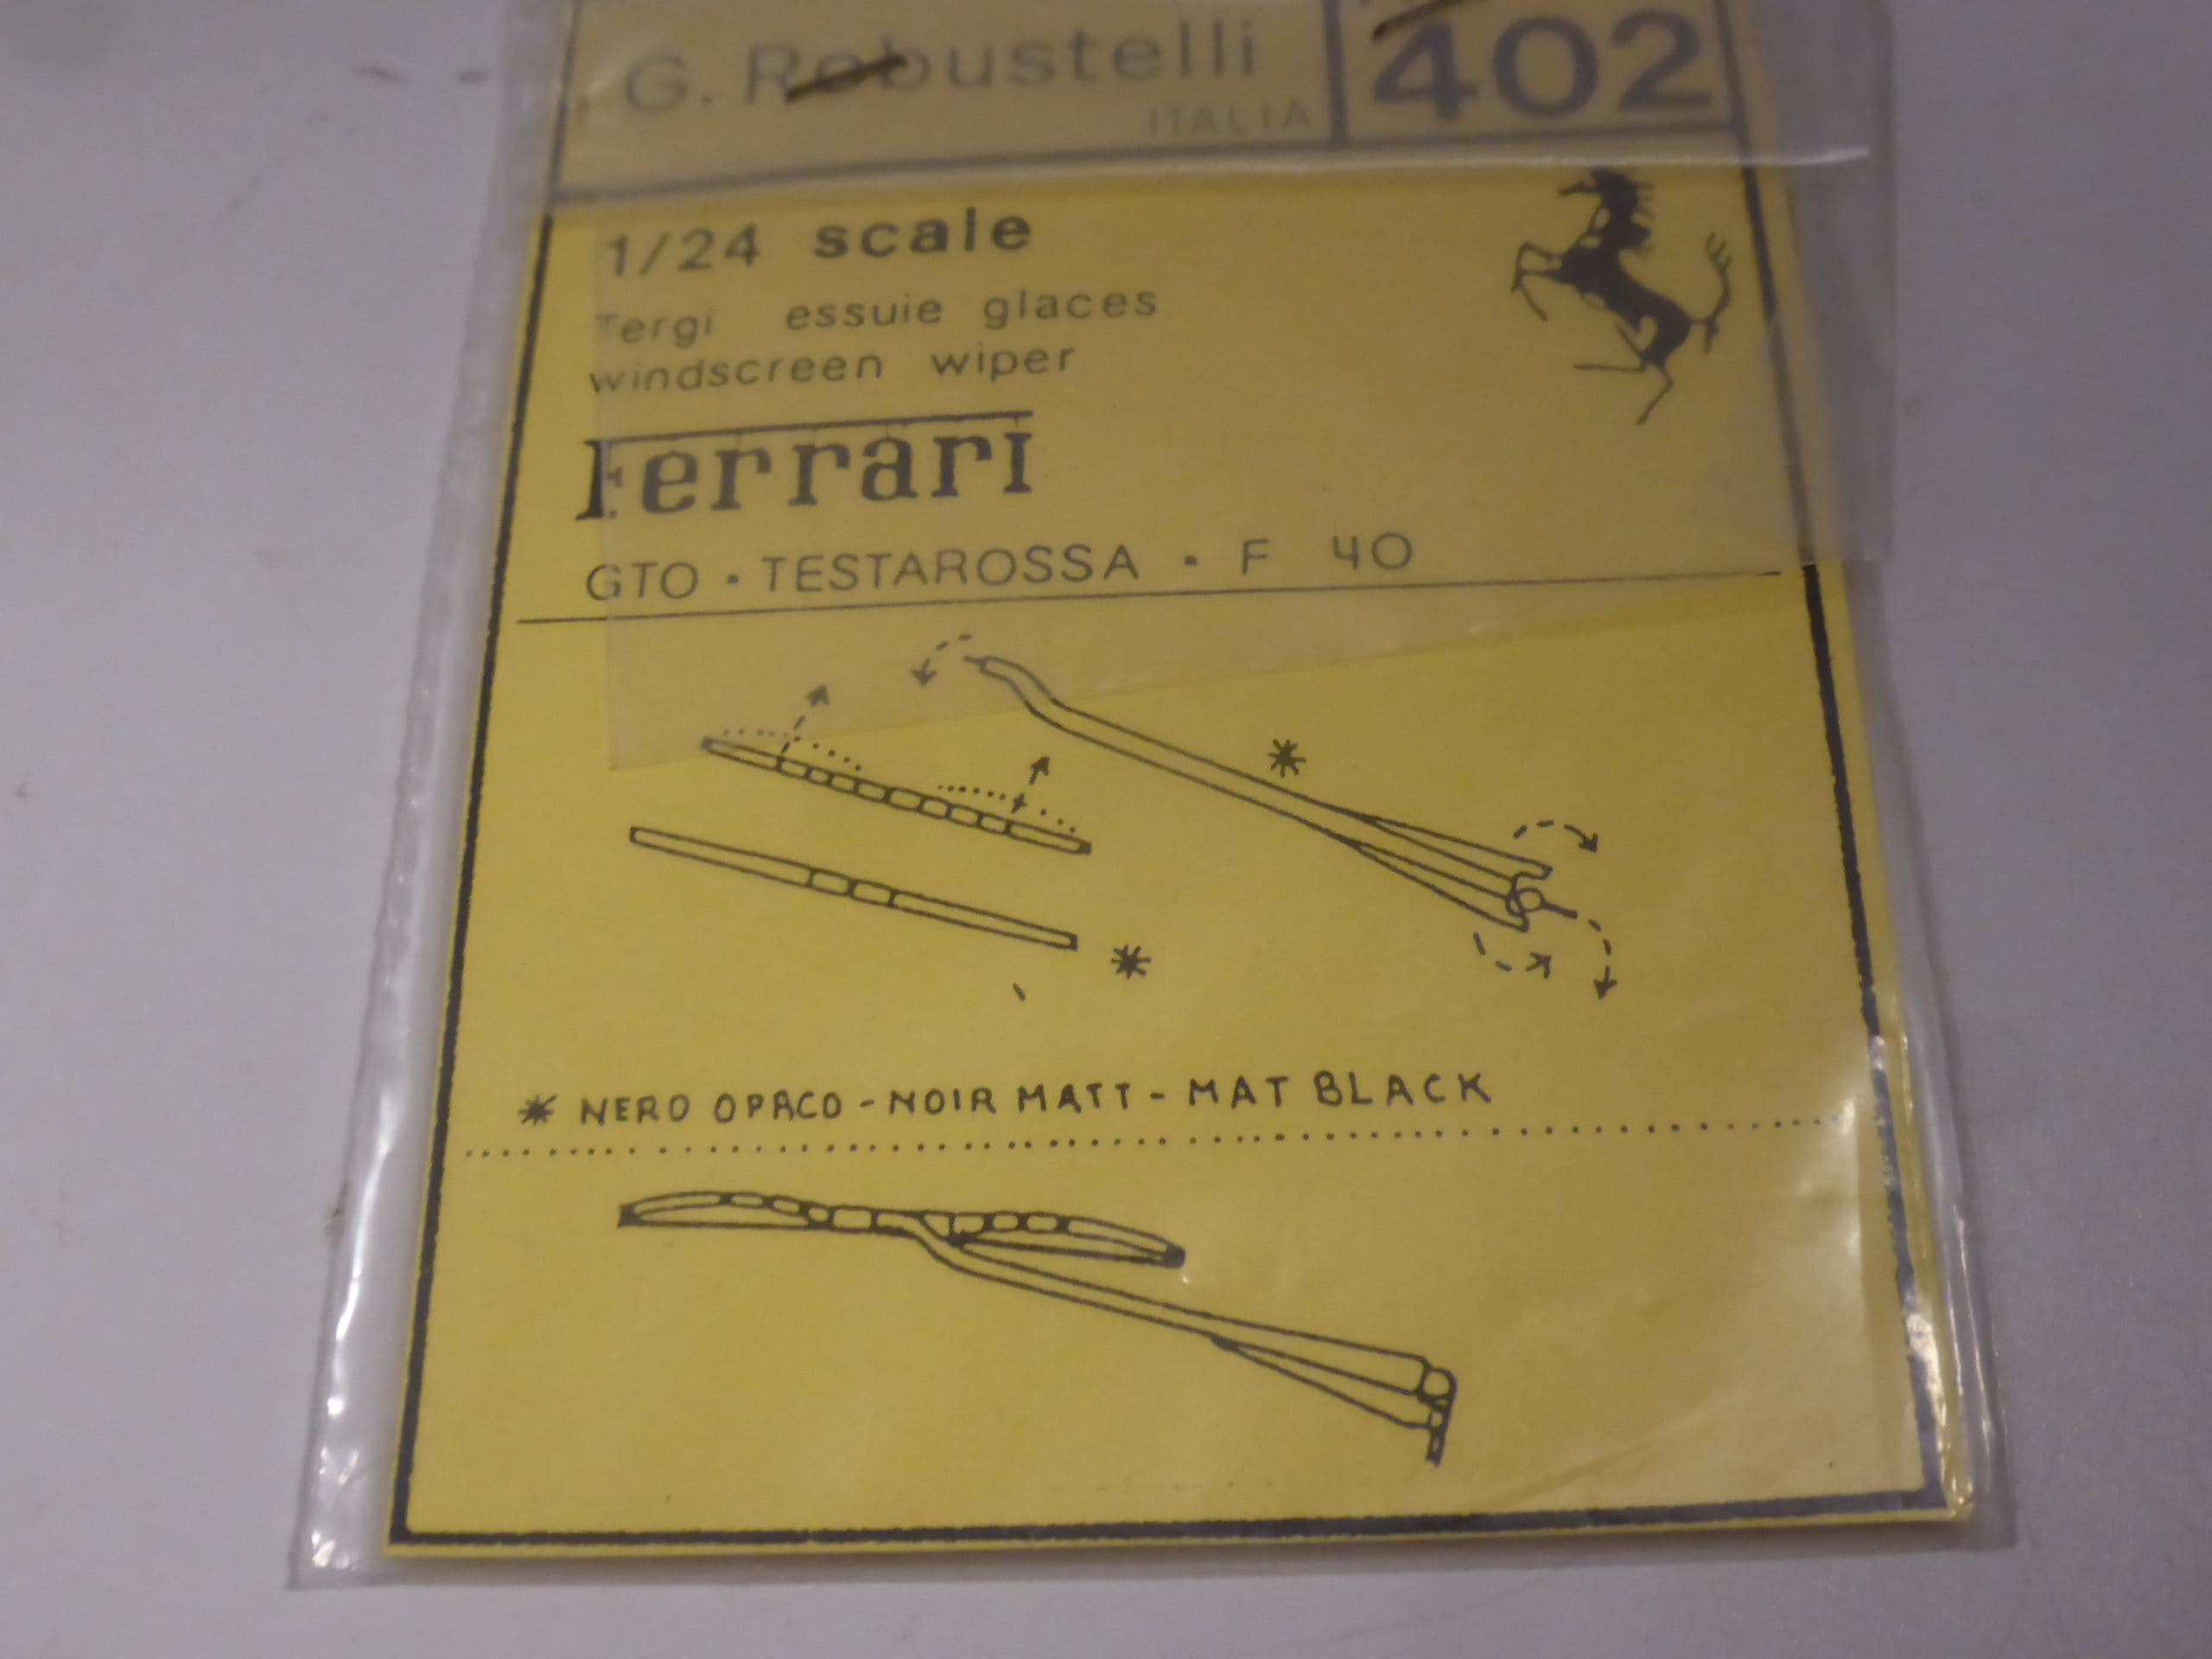 G. Robustelli
ITALIA
402
1/24 scale
Tergi essuie glaces
windscreen wiper
Ferrari
GTO • TESTAROSSA • F 40
* NERO OPACO - NOIR MATT - MAT BLACK